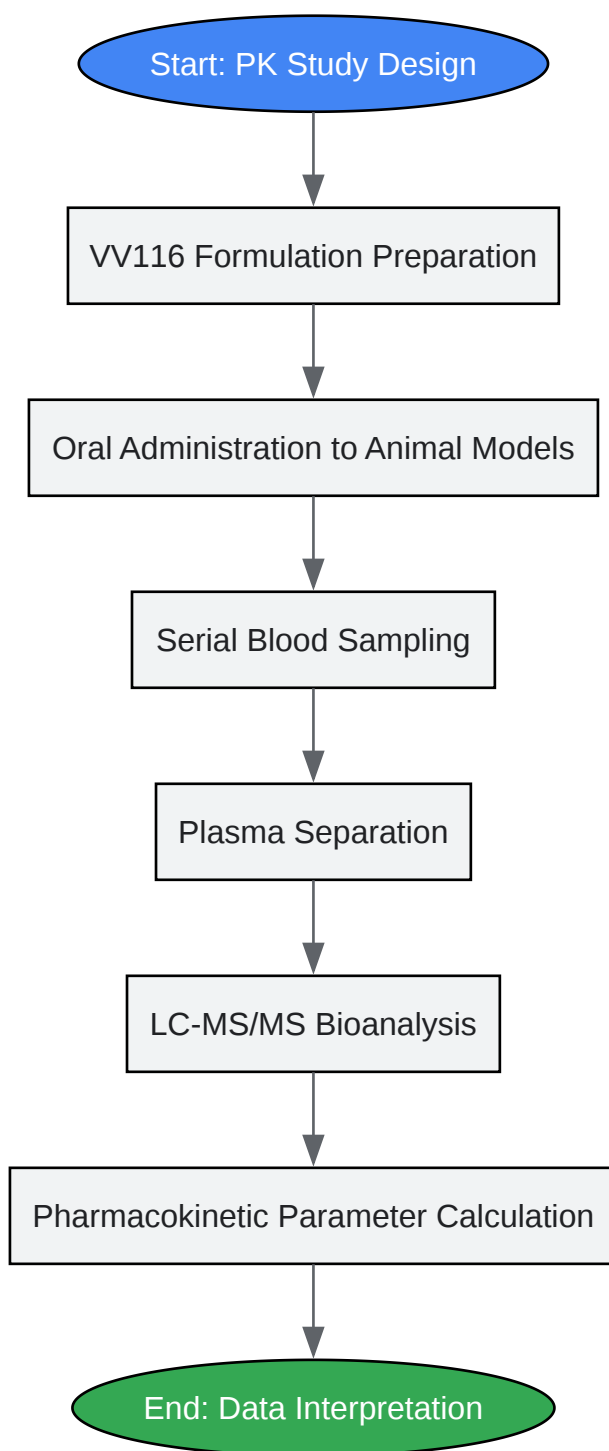 Start: PK Study Design
VV116 Formulation Preparation
Oral Administration to Animal Models
Serial Blood Sampling
Plasma Separation
LC-MS/MS Bioanalysis
Pharmacokinetic Parameter Calculation
End: Data Interpretation